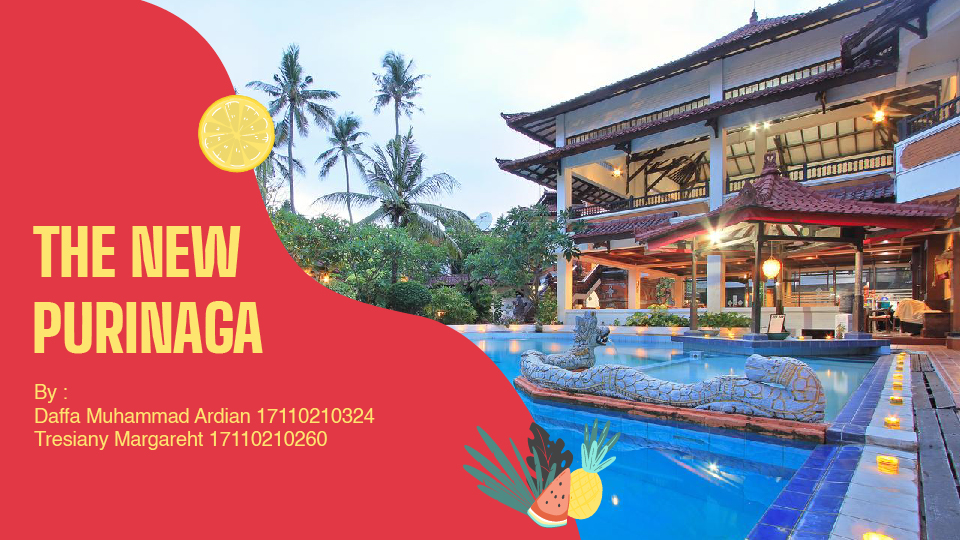 THE NEW
PURINAGA
By :
Daffa Muhammad Ardian 17110210324
Tresiany Margareht 17110210260